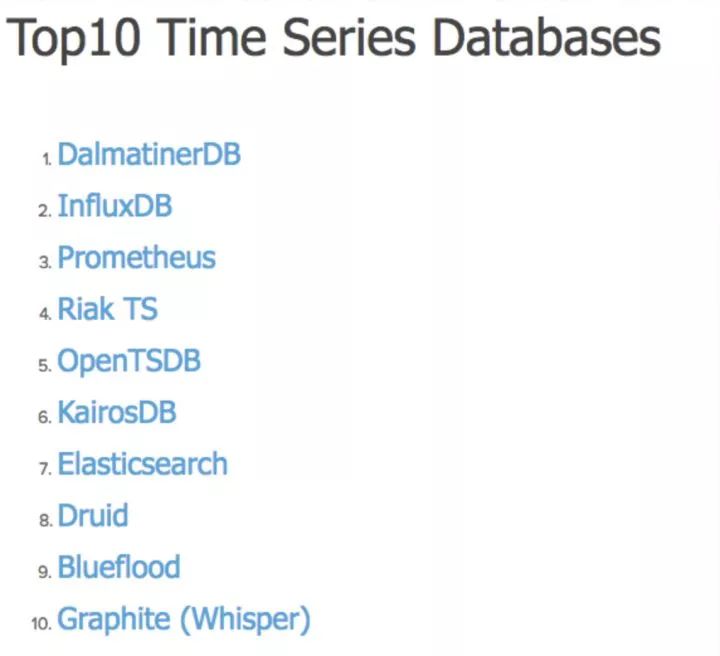 Top10 Time Series Databases
1. DalmatinerDB
2. InfluxDB
3. Prometheus
4. Riak TS
5. OpenTSDB
6. KairosDB
7. Elasticsearch
8. Druid
9. Blueflood
10. Graphite (Whisper)